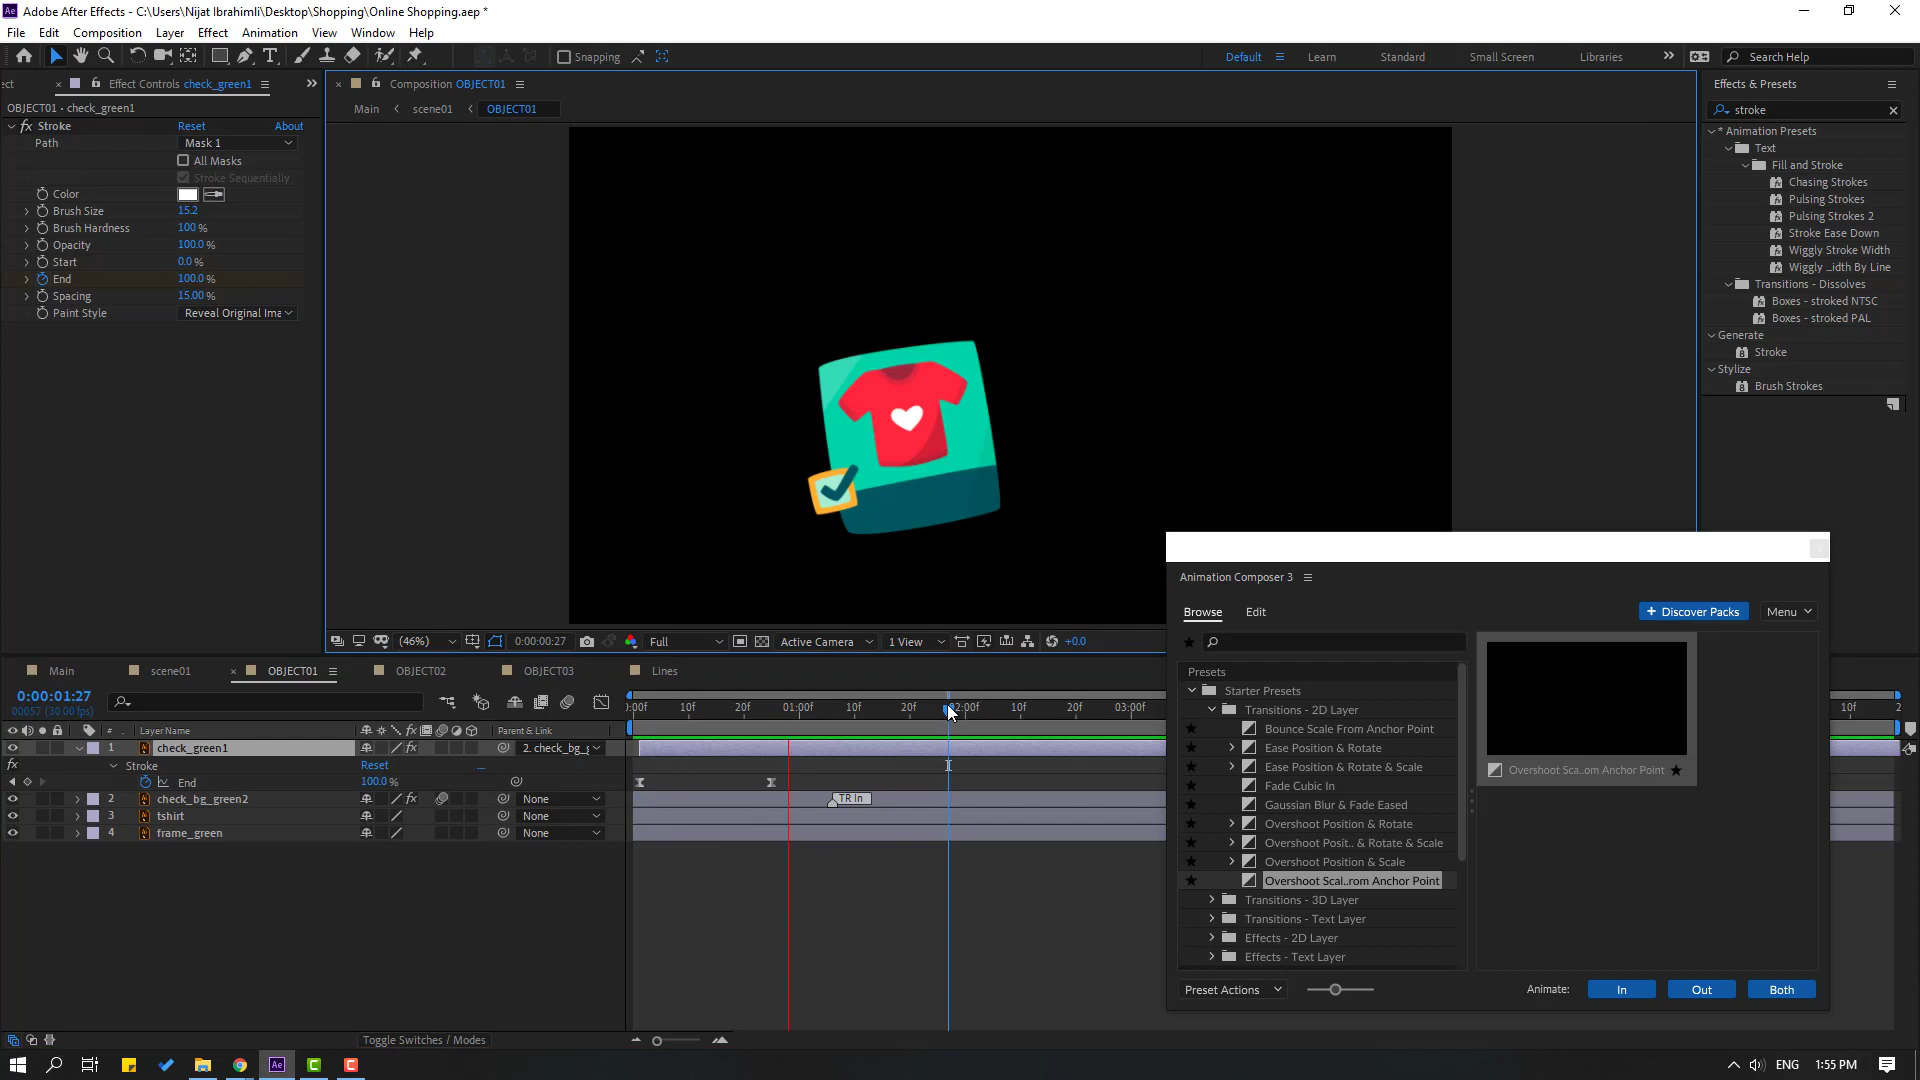 Adobe After Effects - C:\Users\Nijat Ibrahimli\Desktop\Shopping\Online Shopping.aep *
File Edit Composition Layer Effect Animation View Window Help
Snapping
Default Learn Standard Small Screen Libraries Search Help
Effect Controls check_green1
OBJECT01 • check_green1
fx Stroke Reset About
Path Mask 1
All Masks
Stroke Sequentially
Color
Brush Size 15.2
Brush Hardness 100 %
Opacity 100.0 %
Start 0.0 %
End 100.0 %
Spacing 15.00 %
Paint Style Reveal Original Ima
Composition OBJECT01
Main scene01 OBJECT01
(46%) 0:00:00:27 Full Active Camera 1 View +0.0
Effects & Presets
stroke
* Animation Presets
Text
Fill and Stroke
Chasing Strokes
Pulsing Strokes
Pulsing Strokes 2
Stroke Ease Down
Wiggly Stroke Width
Wiggly ...idth By Line
Transitions - Dissolves
Boxes - stroked NTSC
Boxes - stroked PAL
Generate
Stroke
Stylize
Brush Strokes
Main scene01 OBJECT01 OBJECT02 OBJECT03 Lines
0:00:01:27
00057 (30.00 fps)
:00f 10f 20f 01:00f 10f 20f 02:00f 10f 20f 03:00f 10f 2
# Layer Name Parent & Link
1 check_green1 fx 2. check_bg_g
fx Stroke Reset
End 100.0 %
2 check_bg_green2 fx None TR In
3 tshirt None
4 frame_green None
Toggle Switches / Modes
Animation Composer 3
Browse Edit + Discover Packs Menu
Presets
Starter Presets
Transitions - 2D Layer
Bounce Scale From Anchor Point
Ease Position & Rotate
Ease Position & Rotate & Scale
Fade Cubic In
Gaussian Blur & Fade Eased
Overshoot Position & Rotate
Overshoot Posit.. & Rotate & Scale
Overshoot Position & Scale
Overshoot Scal..rom Anchor Point
Transitions - 3D Layer
Transitions - Text Layer
Effects - 2D Layer
Effects - Text Layer
Overshoot Sca..om Anchor Point
Preset Actions Animate: In Out Both
Ae ENG 1:55 PM